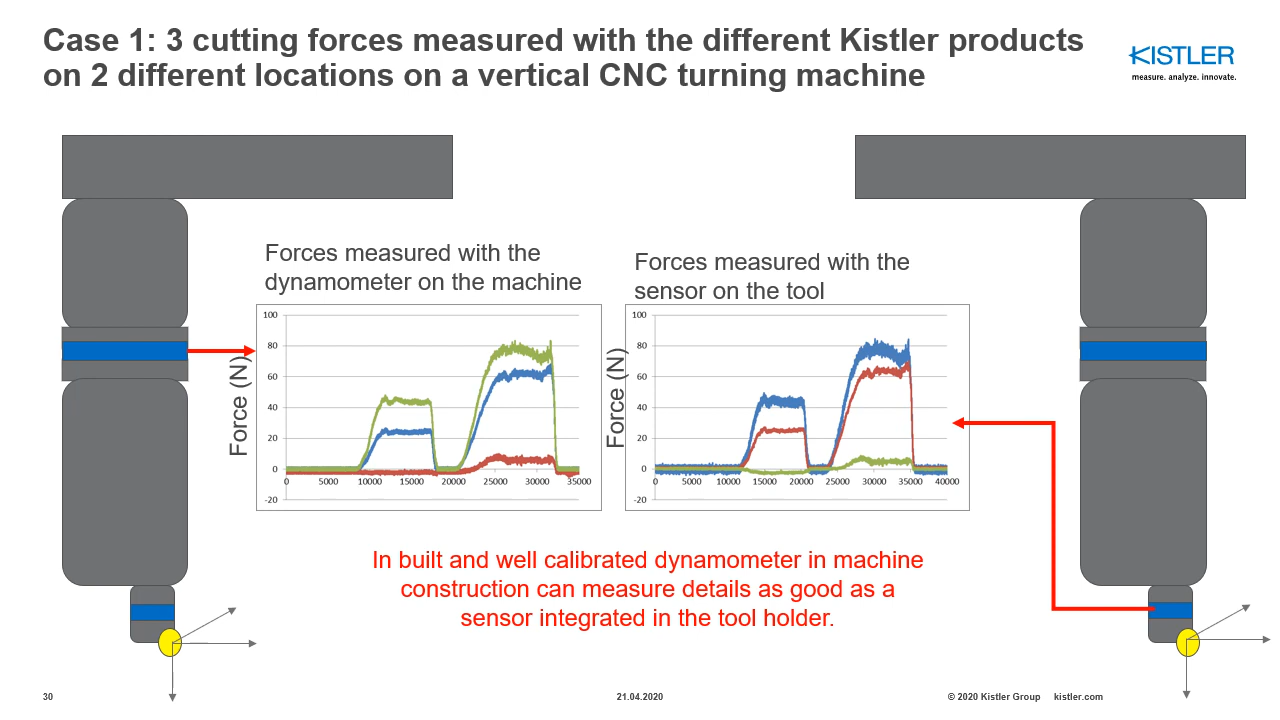 Case 1: 3 cutting forces measured with the different Kistler products
on 2 different locations on a vertical CNC turning machine
KISTLER
measure. analyze. innovate.
Forces measured with the
dynamometer on the machine
Forces measured with the
sensor on the tool
Force (N)
100
80
60
40
20
0
-20
0 5000 10000 15000 20000 25000 30000 35000
Force (N)
100
80
60
40
20
0
-20
0 5000 10000 15000 20000 25000 30000 35000 40000
In built and well calibrated dynamometer in machine
construction can measure details as good as a
sensor integrated in the tool holder.
30
21.04.2020
© 2020 Kistler Group kistler.com